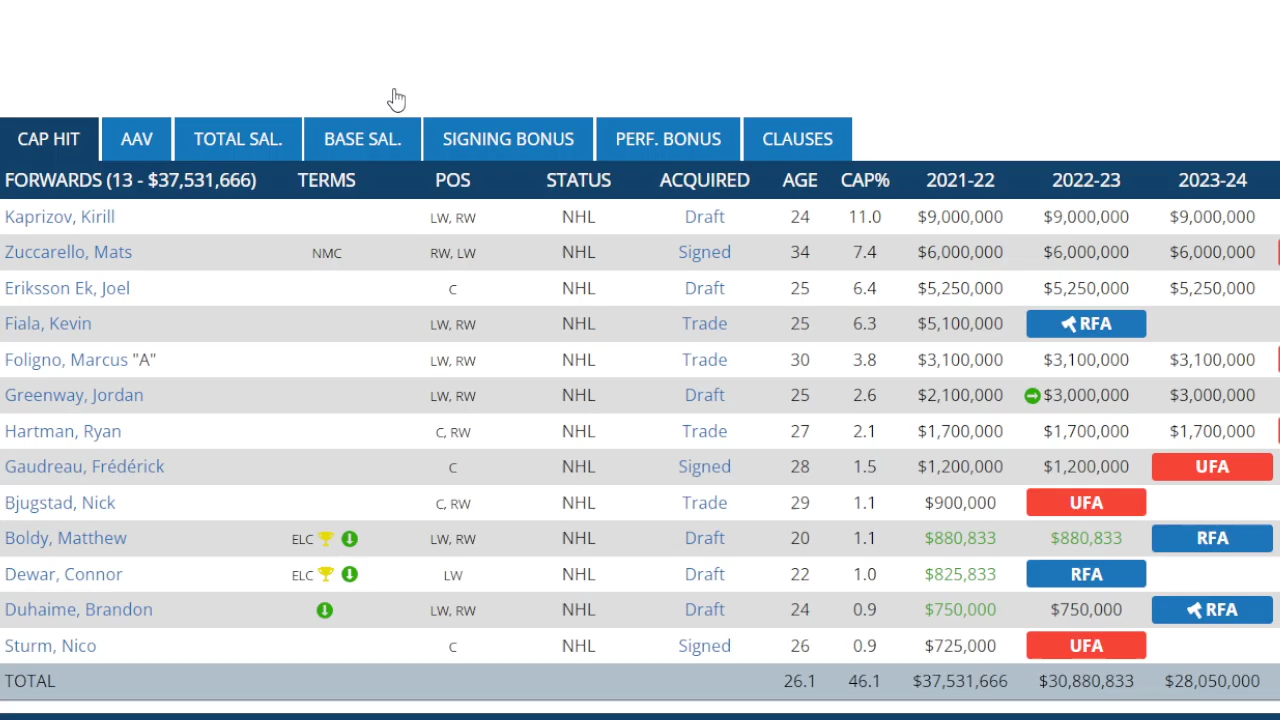 CAP HIT AAV TOTAL SAL. BASE SAL. SIGNING BONUS PERF. BONUS CLAUSES
FORWARDS (13 - $37,531,666) TERMS POS STATUS ACQUIRED AGE CAP% 2021-22 2022-23 2023-24
Kaprizov, Kirill LW, RW NHL Draft 24 11.0 $9,000,000 $9,000,000 $9,000,000
Zuccarello, Mats NMC RW, LW NHL Signed 34 7.4 $6,000,000 $6,000,000 $6,000,000
Eriksson Ek, Joel C NHL Draft 25 6.4 $5,250,000 $5,250,000 $5,250,000
Fiala, Kevin LW, RW NHL Trade 25 6.3 $5,100,000 RFA
Foligno, Marcus "A" LW, RW NHL Trade 30 3.8 $3,100,000 $3,100,000 $3,100,000
Greenway, Jordan LW, RW NHL Draft 25 2.6 $2,100,000 $3,000,000 $3,000,000
Hartman, Ryan C, RW NHL Trade 27 2.1 $1,700,000 $1,700,000 $1,700,000
Gaudreau, Frédérick C NHL Signed 28 1.5 $1,200,000 $1,200,000 UFA
Bjugstad, Nick C, RW NHL Trade 29 1.1 $900,000 UFA
Boldy, Matthew ELC LW, RW NHL Draft 20 1.1 $880,833 $880,833 RFA
Dewar, Connor ELC LW NHL Draft 22 1.0 $825,833 RFA
Duhaime, Brandon LW, RW NHL Draft 24 0.9 $750,000 $750,000 RFA
Sturm, Nico C NHL Signed 26 0.9 $725,000 UFA
TOTAL 26.1 46.1 $37,531,666 $30,880,833 $28,050,000